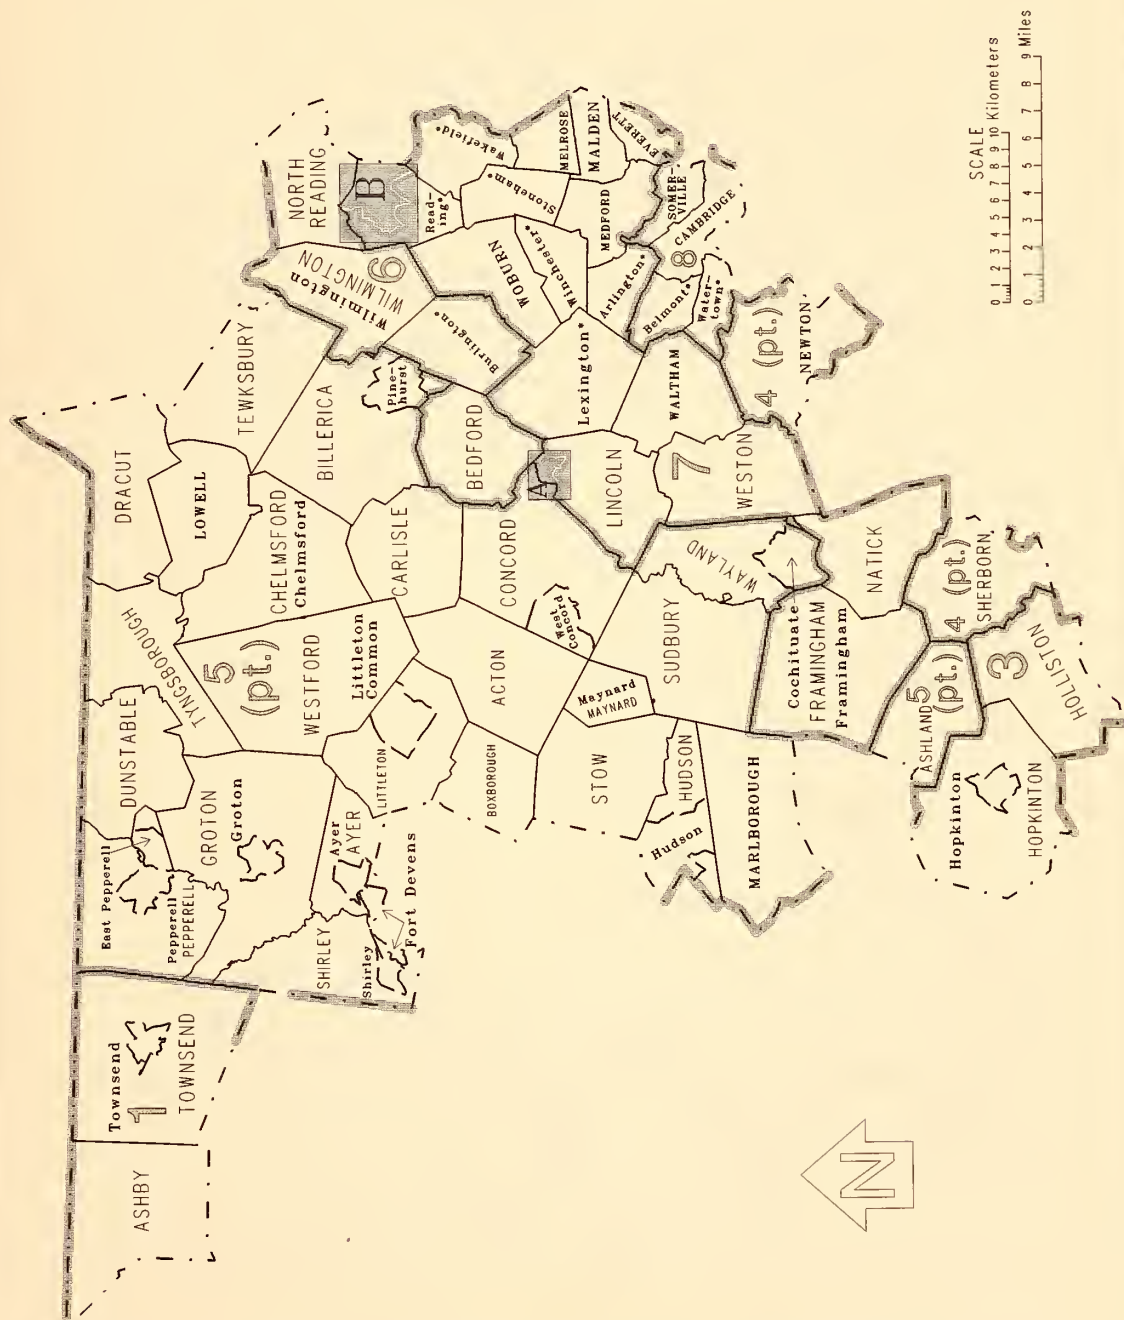 ASHBY
Townsend
1
TOWNSEND
East Pepperell
Pepperell
PEPPERELL
DUNSTABLE
GROTON
Groton
SHIRLEY
Shirley
Fort Devens
Ayer
AYER
TYNGSBOROUGH
5
(pt.)
WESTFORD
Littleton
Common
LITTLETON
BOXBOROUGH
ACTON
DRACUT
LOWELL
CHELMSFORD
Chelmsford
CARLISLE
CONCORD
West
Concord
TEWKSBURY
BILLERICA
Pine-
hurst
BEDFORD
A
LINCOLN
NORTH
READING
B
Wilmington
WILMINGTON
6
Read-
ing*
Wakefield*
Stoneham*
MELROSE
MALDEN
EVERETT
MEDFORD
SOMER-
VILLE
CAMBRIDGE
8
WOBURN
Winchester*
Burlington*
Arlington*
Belmont*
Water-
town*
Lexington*
WALTHAM
7
WESTON
4 (pt.)
NEWTON
STOW
Maynard
MAYNARD
SUDBURY
WAYLAND
Hudson
HUDSON
MARLBOROUGH
Cochituate
FRAMINGHAM
Framingham
NATICK
4 (pt.)
SHERBORN
ASHLAND
5
(pt.)
3
HOLLISTON
Hopkinton
HOPKINTON
N
SCALE
0 1 2 3 4 5 6 7 8 9 10 Kilometers
0 1 2 3 4 5 6 7 8 9 Miles